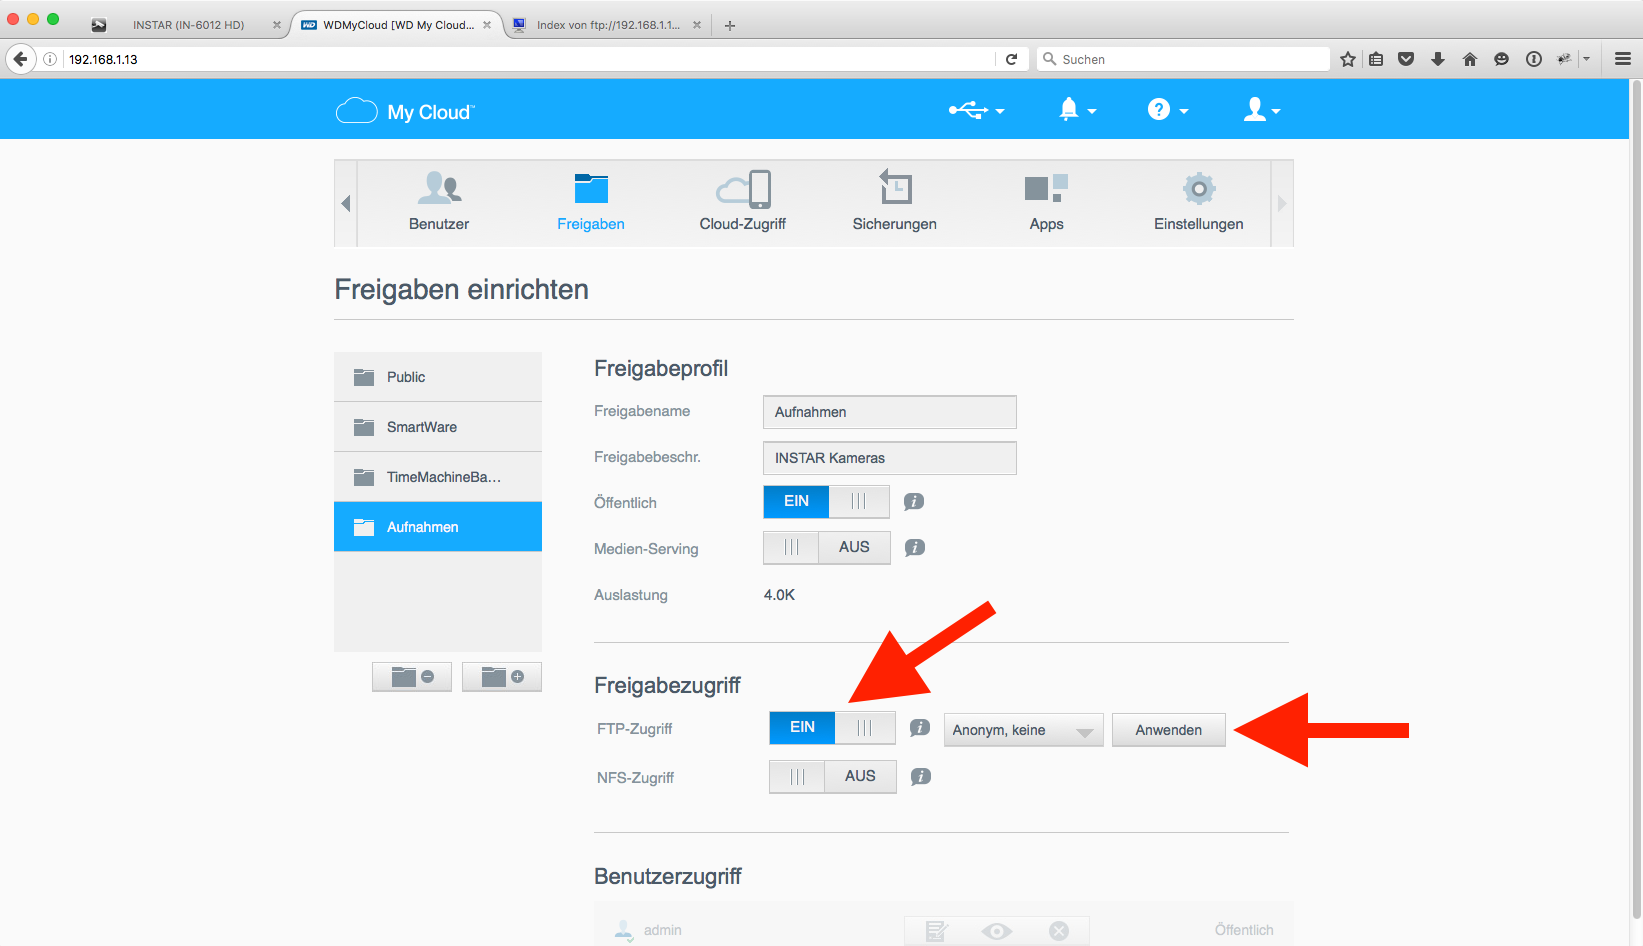 INSTAR (IN-6012 HD)
WDMyCloud [WD My Cloud...
Index von ftp://192.168.1.1...
192.168.1.13
Suchen
My Cloud™
Benutzer
Freigaben
Cloud-Zugriff
Sicherungen
Apps
Einstellungen
Freigaben einrichten
Public
SmartWare
TimeMachineBa...
Aufnahmen
Freigabeprofil
Freigabename
Aufnahmen
Freigabebeschr.
INSTAR Kameras
Öffentlich
EIN
Medien-Serving
AUS
Auslastung
4.0K
Freigabezugriff
FTP-Zugriff
EIN
Anonym, keine
Anwenden
NFS-Zugriff
AUS
Benutzerzugriff
admin
Öffentlich